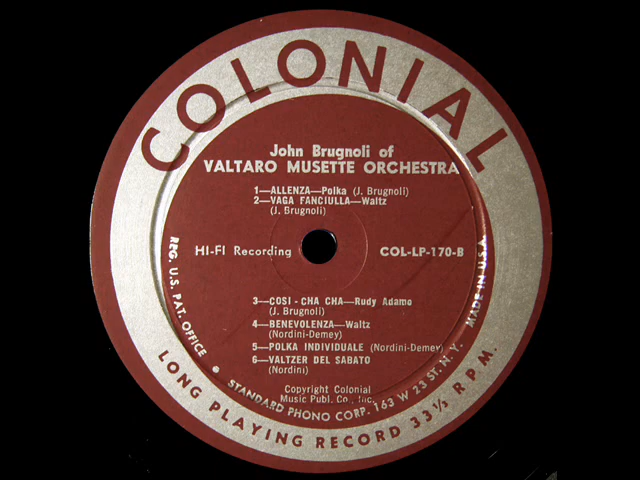 COLONIAL
John Brugnoli of
VALTARO MUSETTE ORCHESTRA
1—ALLENZA—Polka (J. Brugnoli)
2—VAGA FANCIULLA—Waltz
(J. Brugnoli)
HI-FI Recording
COL-LP-170-B
3—COSI - CHA CHA—Rudy Adamo
(J. Brugnoli)
4—BENEVOLENZA—Waltz
(Nordini-Demey)
5—POLKA INDIVIDUALE (Nordini-Demey)
6—VALTZER DEL SABATO
(Nordini)
Copyright Colonial
Music Publ. Co., Inc.
REG. U.S. PAT. OFFICE
STANDARD PHONO CORP. 163 W 23 ST. N. Y.
MADE IN U.S.A.
LONG PLAYING RECORD 33⅓ RPM.